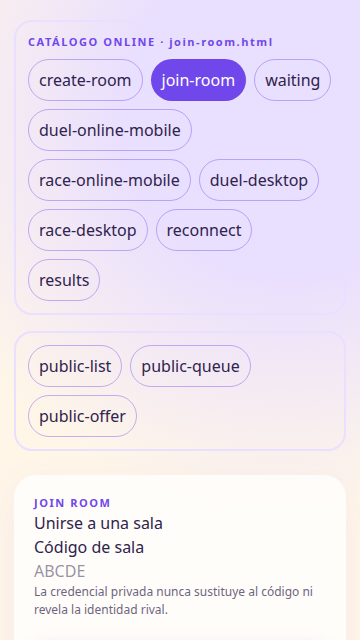 CATÁLOGO ONLINE · join-room.html
create-room join-room waiting
duel-online-mobile
race-online-mobile duel-desktop
race-desktop reconnect
results
public-list public-queue
public-offer
JOIN ROOM
Unirse a una sala
Código de sala
ABCDE
La credencial privada nunca sustituye al código ni
revela la identidad rival.